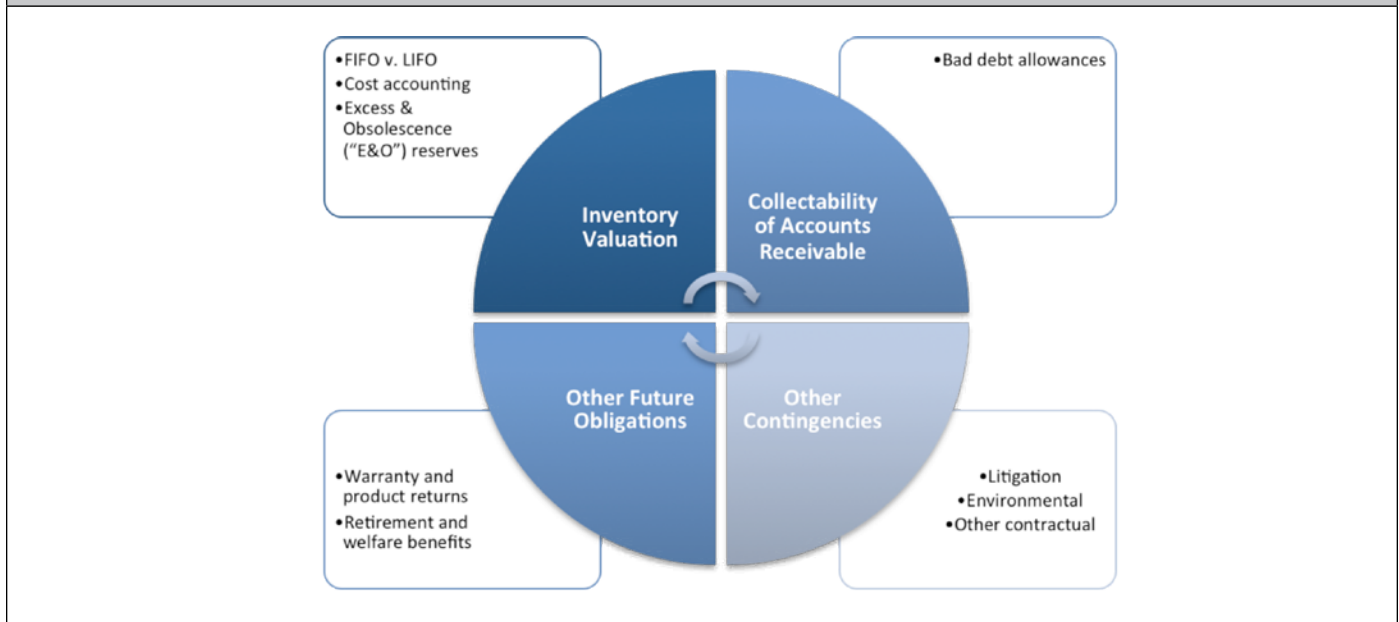 •FIFO v. LIFO
•Cost accounting
•Excess &
Obsolescence
(“E&O”) reserves
•Bad debt allowances
Inventory
Valuation
Collectability
of Accounts
Receivable
Other Future
Obligations
Other
Contingencies
•Warranty and
product returns
•Retirement and
welfare benefits
•Litigation
•Environmental
•Other contractual